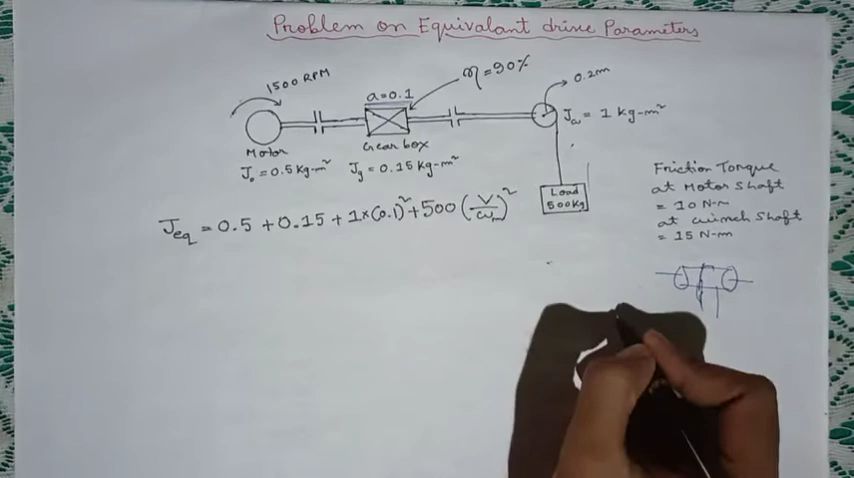 Problem on Equivalant drive Parameters
1500 RPM
a=0.1
η=90%
0.2m
Jω = 1 kg-m²
Motor
Gear box
J₀ = 0.5 Kg-m²
Jg = 0.15 Kg-m²
Load
500Kg
Friction Torque
at Motor Shaft
= 10 N-m
at winch Shaft
= 15 N-m
Jeq = 0.5 + 0.15 + 1×(0.1)² + 500 (V/ωm)²